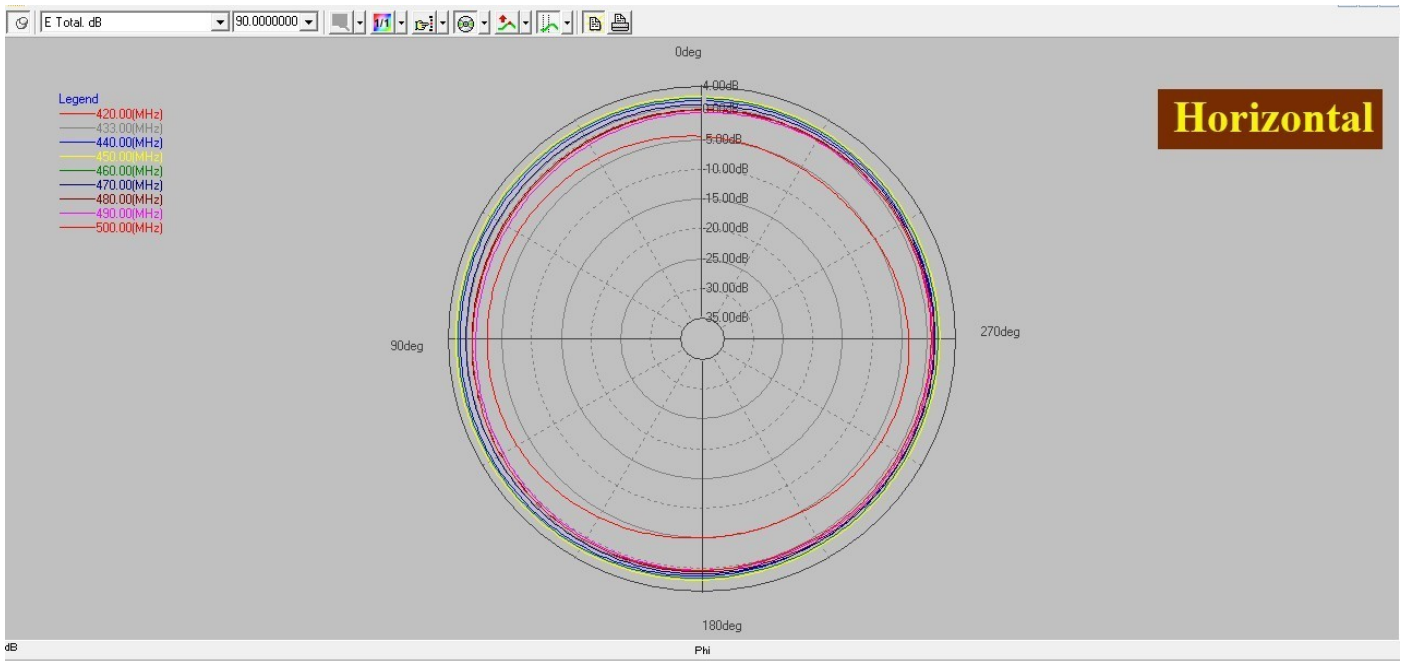 E Total. dB 90.0000000 1/1
0deg
Legend
420.00(MHz)
433.00(MHz)
440.00(MHz)
450.00(MHz)
460.00(MHz)
470.00(MHz)
480.00(MHz)
490.00(MHz)
500.00(MHz)
4.00dB
0.00dB
-5.00dB
-10.00dB
-15.00dB
-20.00dB
-25.00dB
-30.00dB
-35.00dB
Horizontal
90deg
270deg
180deg
dB Phi